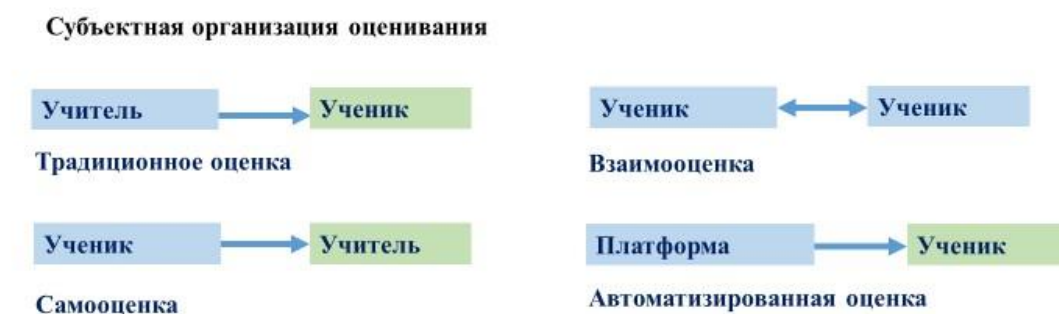 Субъектная организация оценивания
Учитель
Ученик
Традиционное оценка
Ученик
Ученик
Взаимооценка
Ученик
Учитель
Самооценка
Платформа
Ученик
Автоматизированная оценка